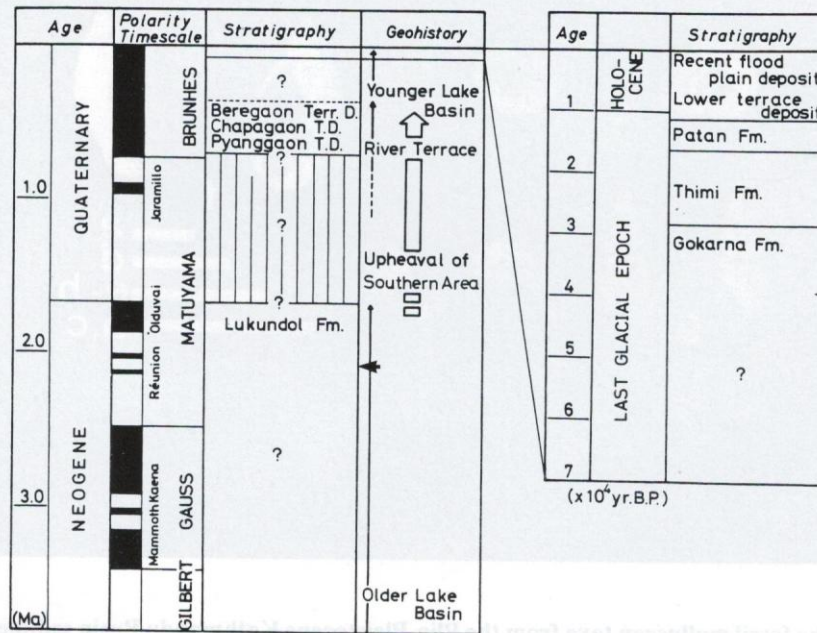 Age
Polarity
Timescale
Stratigraphy
Geohistory
1.0
2.0
3.0
(Ma)
QUATERNARY
NEOGENE
Jaramillo
Olduvai
Réunion
Kaena
Mammoth
BRUNHES
MATUYAMA
GAUSS
GILBERT
?
Beregaon Terr. D.
Chapagaon T.D.
Pyanggaon T.D.
?
?
?
Lukundol Fm.
?
Younger Lake
Basin
River Terrace
Upheaval of
Southern Area
Older Lake
Basin
Age
Stratigraphy
1
2
3
4
5
6
7
(x10⁴ yr. B.P.)
HOLO-
CENE
LAST GLACIAL EPOCH
Recent flood
plain deposit
Lower terrace
deposit
Patan Fm.
Thimi Fm.
Gokarna Fm.
?